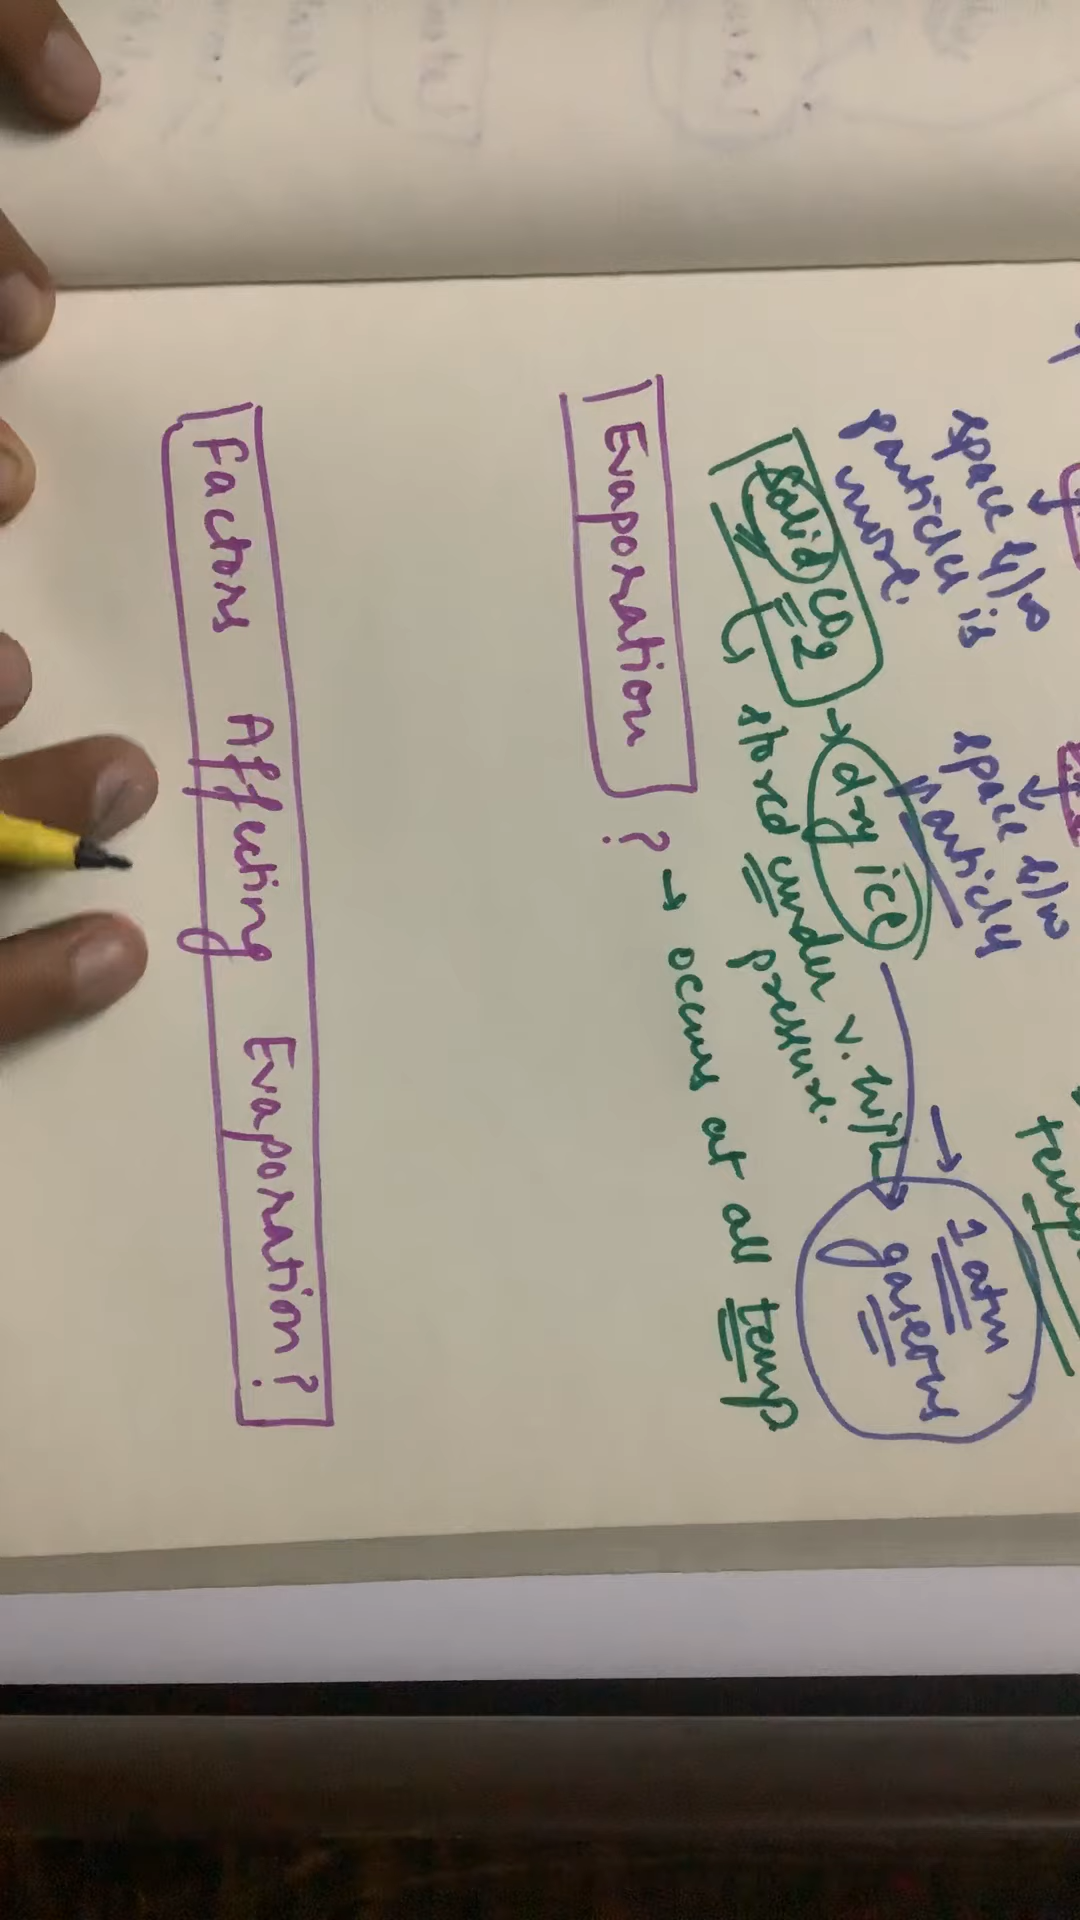 space b/w
particles is
more.
space b/w
particles
temp
Solid CO2 → dry ice
→ 1 atm
gaseous
stored under v. high
pressure.
Evaporation ? → occurs at all temp.
Factors Affecting Evaporation ?